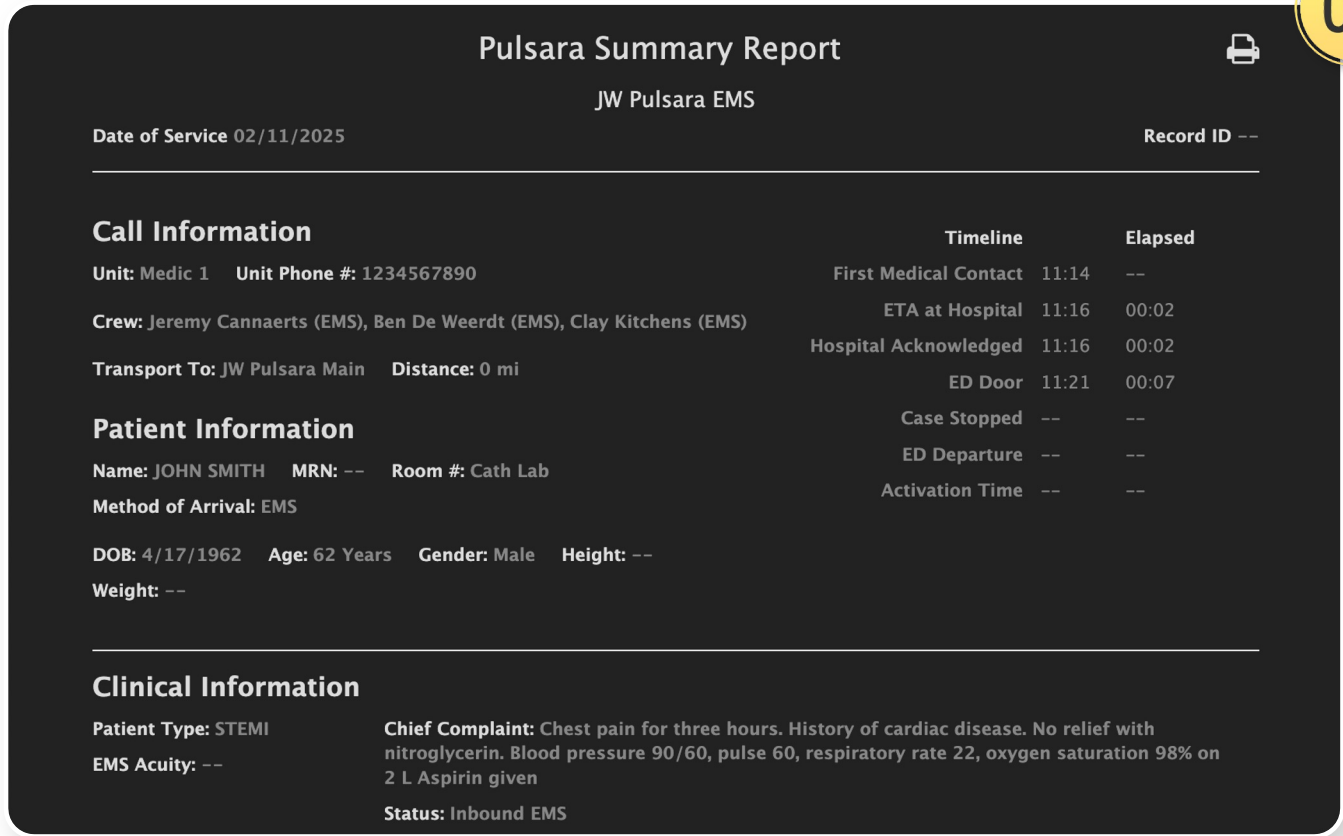 Pulsara Summary Report
JW Pulsara EMS
Date of Service 02/11/2025 Record ID --
Call Information
Unit: Medic 1 Unit Phone #: 1234567890
Crew: Jeremy Cannaerts (EMS), Ben De Weerdt (EMS), Clay Kitchens (EMS)
Transport To: JW Pulsara Main Distance: 0 mi
Timeline Elapsed
First Medical Contact 11:14 --
ETA at Hospital 11:16 00:02
Hospital Acknowledged 11:16 00:02
ED Door 11:21 00:07
Case Stopped -- --
ED Departure -- --
Activation Time -- --
Patient Information
Name: JOHN SMITH MRN: -- Room #: Cath Lab
Method of Arrival: EMS
DOB: 4/17/1962 Age: 62 Years Gender: Male Height: --
Weight: --
Clinical Information
Patient Type: STEMI
EMS Acuity: --
Chief Complaint: Chest pain for three hours. History of cardiac disease. No relief with
nitroglycerin. Blood pressure 90/60, pulse 60, respiratory rate 22, oxygen saturation 98% on
2 L Aspirin given
Status: Inbound EMS